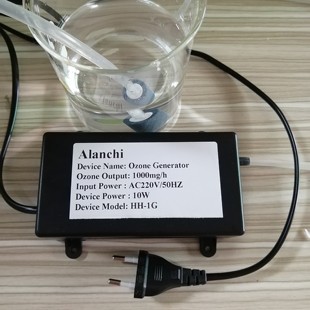 Alanchi
Device Name: Ozone Generator
Ozone Output: 1000mg/h
Input Power : AC220V/50HZ
Device Power : 10W
Device Model: HH-1G